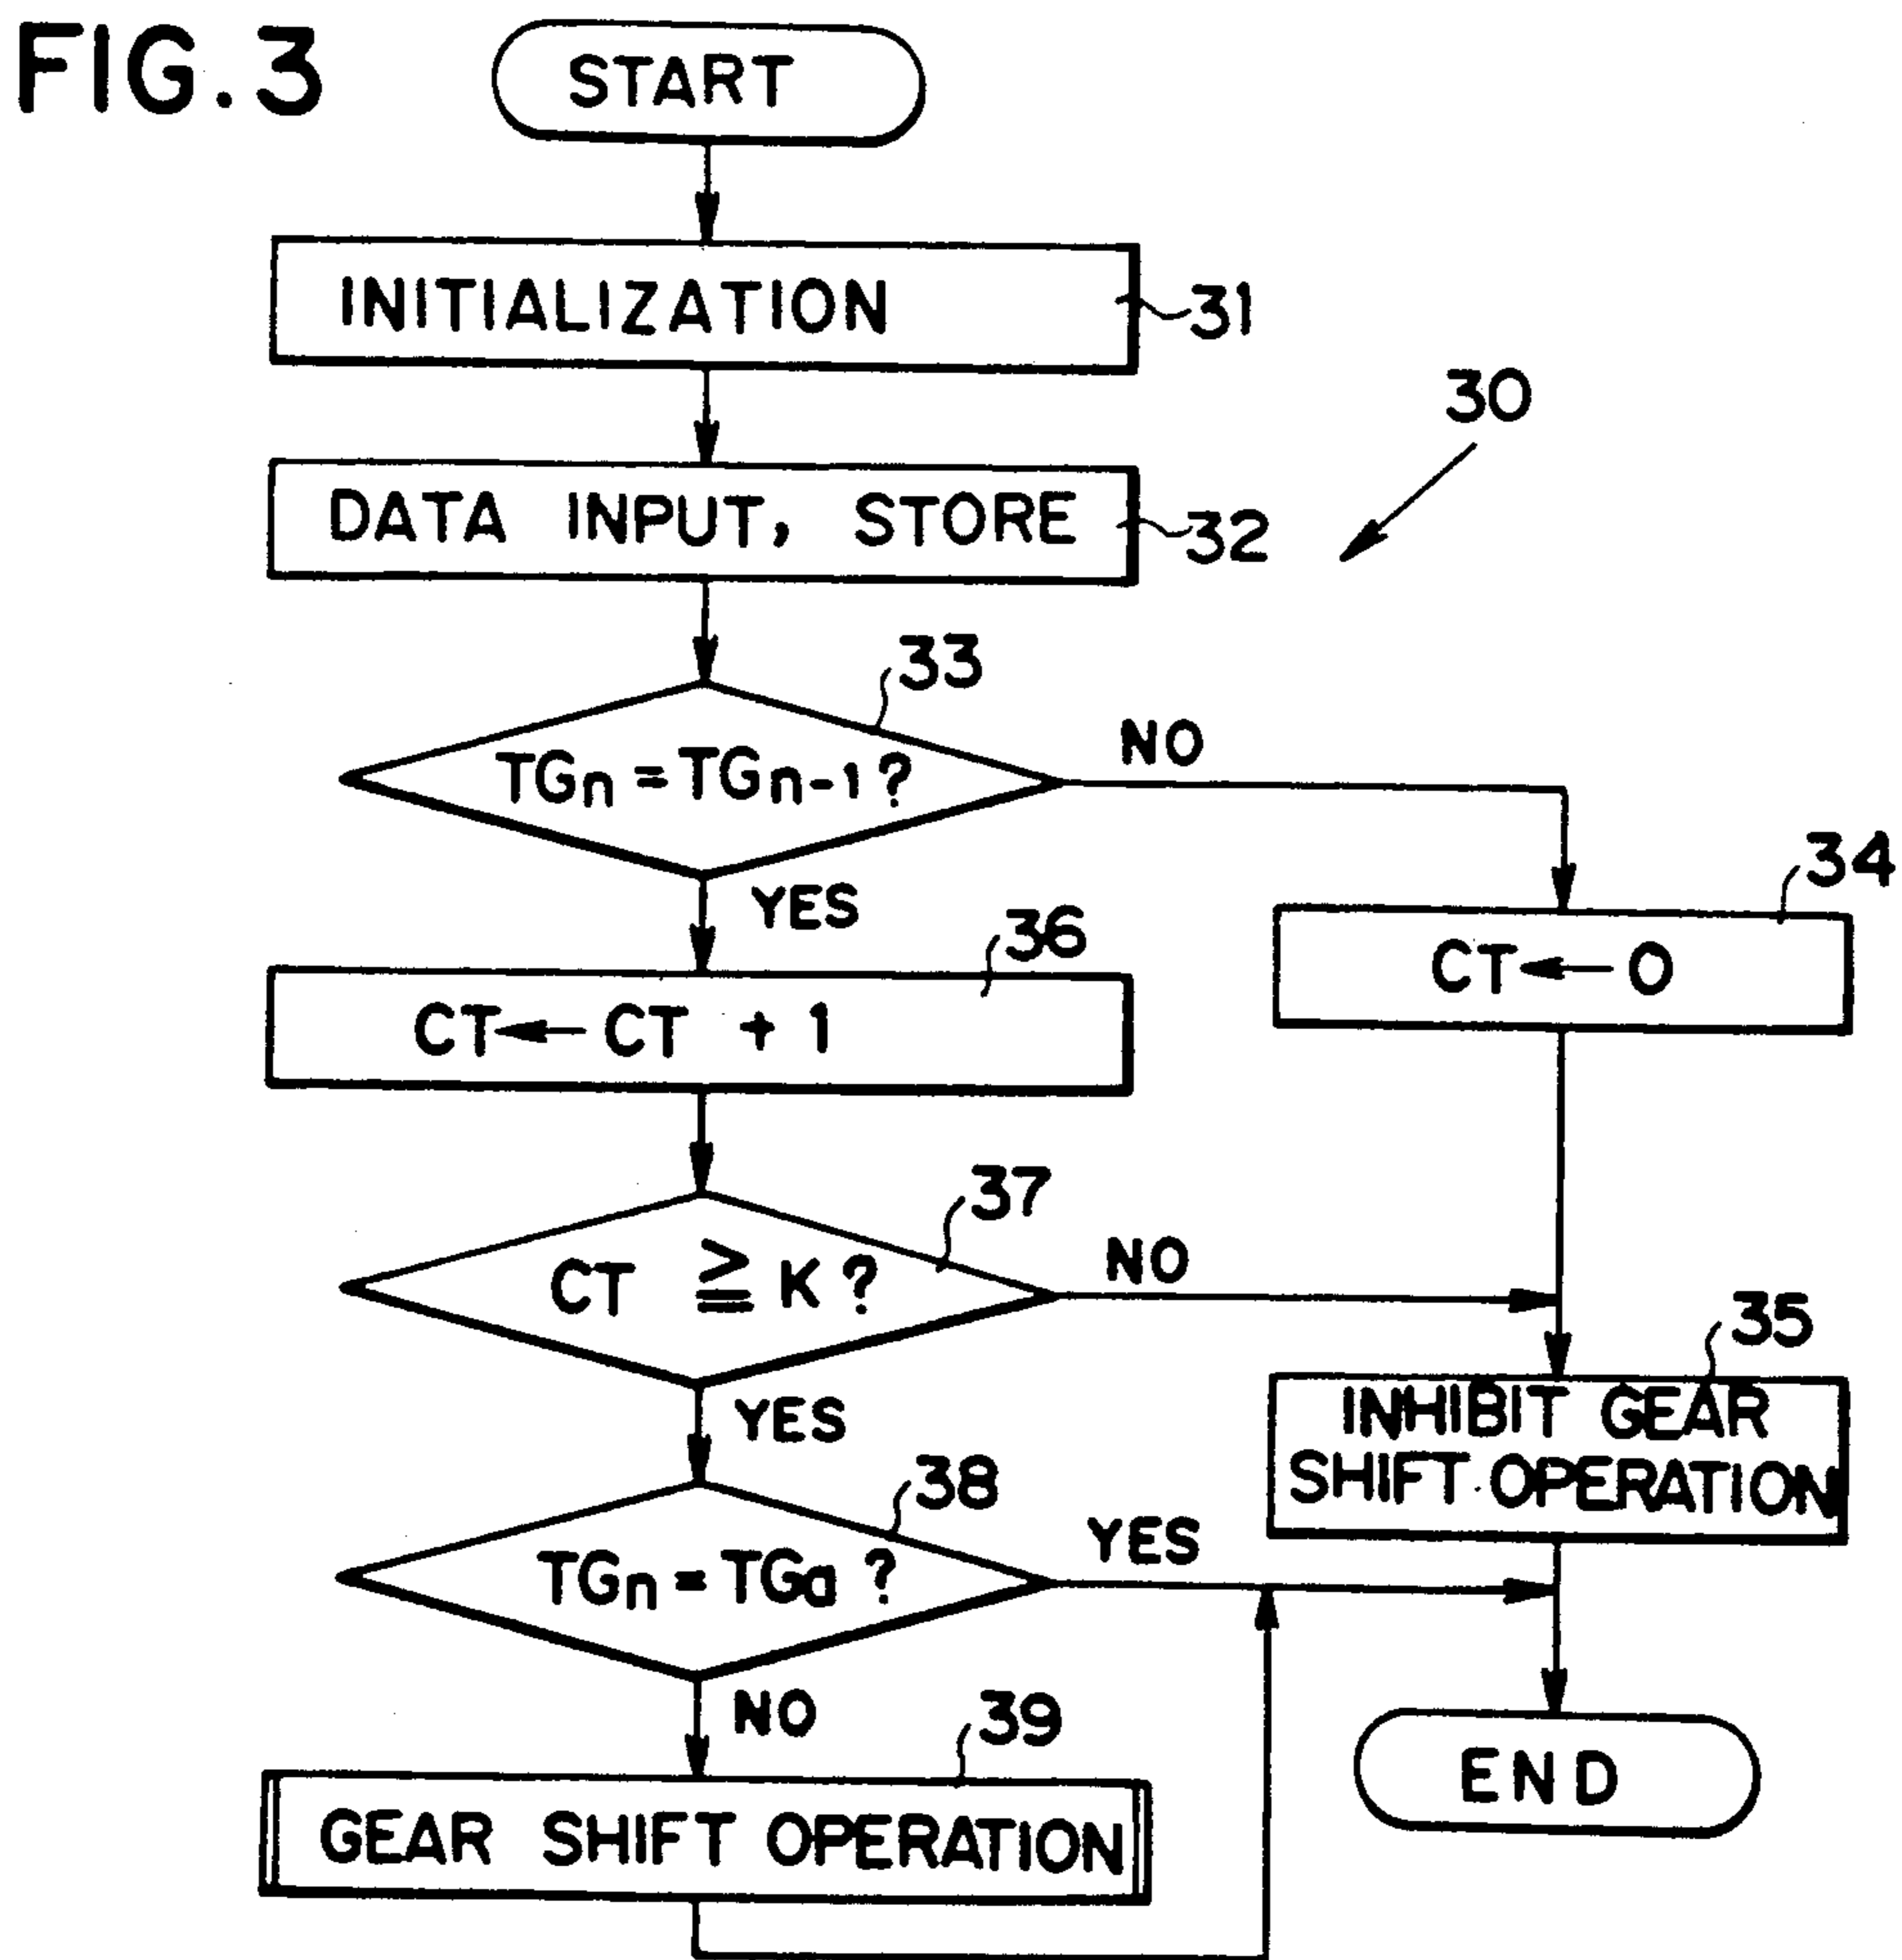 FIG.3
START
INITIALIZATION
31
30
DATA INPUT, STORE
32
33
TGn = TGn-1 ?
NO
34
YES
36
CT ← 0
CT ← CT + 1
37
CT ≧ K ?
NO
35
YES
INHIBIT GEAR
SHIFT OPERATION
38
TGn = TGa ?
YES
NO
39
END
GEAR SHIFT OPERATION